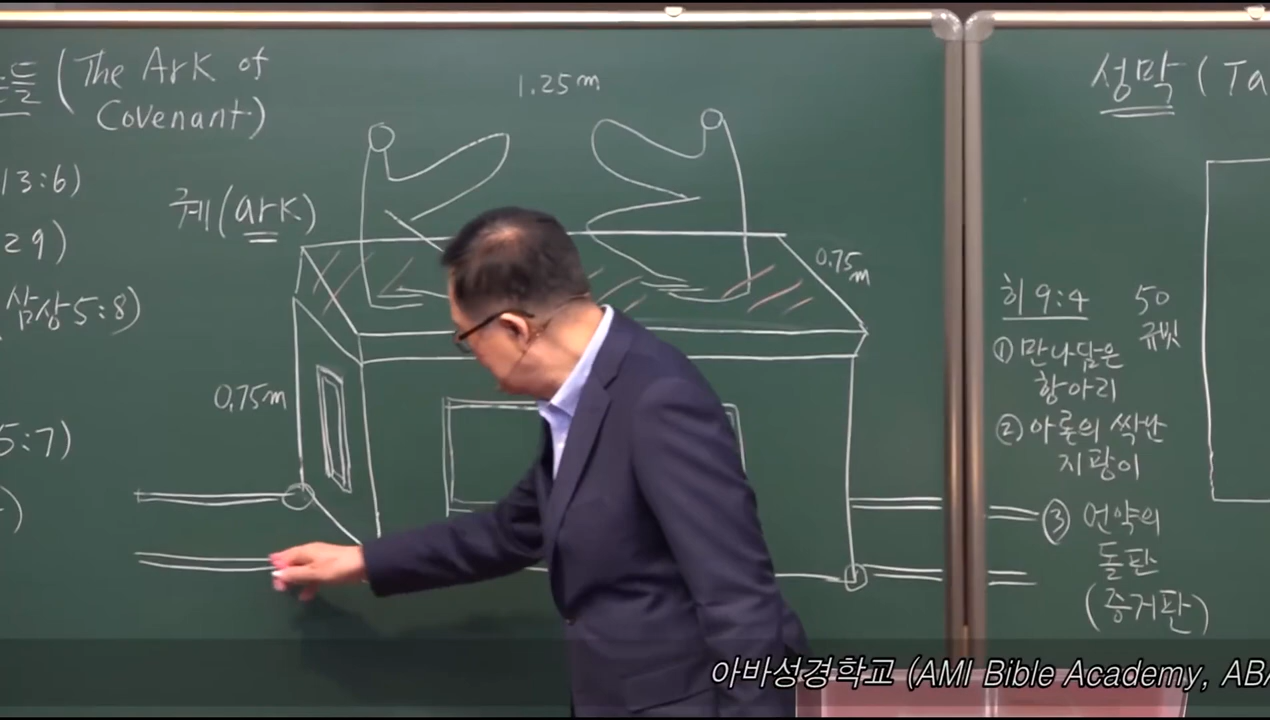 들 (The Ark of
Covenant)
13:6)
29)
삼상5:8)
5:7)
궤(ark)
1.25m
0.75m
0.75
m
성막 (Ta
히 9:4
50
규빗
① 만나담은
항아리
② 아론의 싹난
지팡이
③ 언약의
돌판
(증거판)
아바성경학교 (AMI Bible Academy, ABA